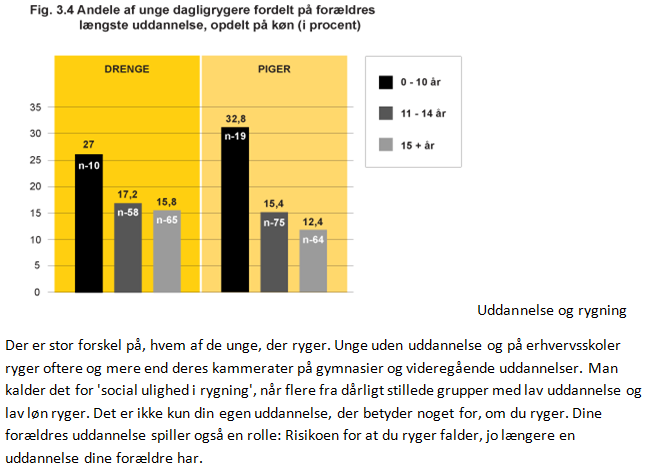 Fig. 3.4 Andele af unge dagligrygere fordelt på forældres
længste uddannelse, opdelt på køn (i procent)
DRENGE
PIGER
0 - 10 år
11 - 14 år
15 + år
35
30
25
20
15
10
5
0
27
n-10
17,2
n-58
15,8
n-65
32,8
n-19
15,4
n-75
12,4
n-64
Uddannelse og rygning
Der er stor forskel på, hvem af de unge, der ryger. Unge uden uddannelse og på erhvervsskoler
ryger oftere og mere end deres kammerater på gymnasier og videregående uddannelser. Man
kalder det for 'social ulighed i rygning', når flere fra dårligt stillede grupper med lav uddannelse og
lav løn ryger. Det er ikke kun din egen uddannelse, der betyder noget for, om du ryger. Dine
forældres uddannelse spiller også en rolle: Risikoen for at du ryger falder, jo længere en
uddannelse dine forældre har.